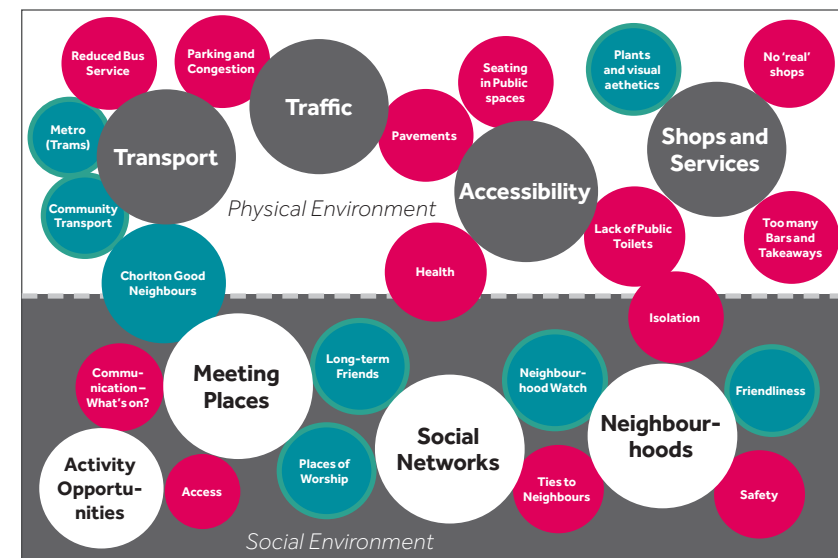 Reduced Bus
Service
Parking and
Congestion
Traffic
Seating
in Public
spaces
Plants
and visual
aethetics
No ‘real’
shops
Metro
(Trams)
Transport
Pavements
Accessibility
Shops and
Services
Community
Transport
Physical Environment
Lack of Public
Toilets
Too many
Bars and
Takeaways
Chorlton Good
Neighbours
Health
Isolation
Commu-
nication –
What's on?
Meeting
Places
Long-term
Friends
Neighbour-
hood Watch
Friendliness
Social
Networks
Neighbour-
hoods
Activity
Opportu-
nities
Access
Places of
Worship
Ties to
Neighbours
Safety
Social Environment